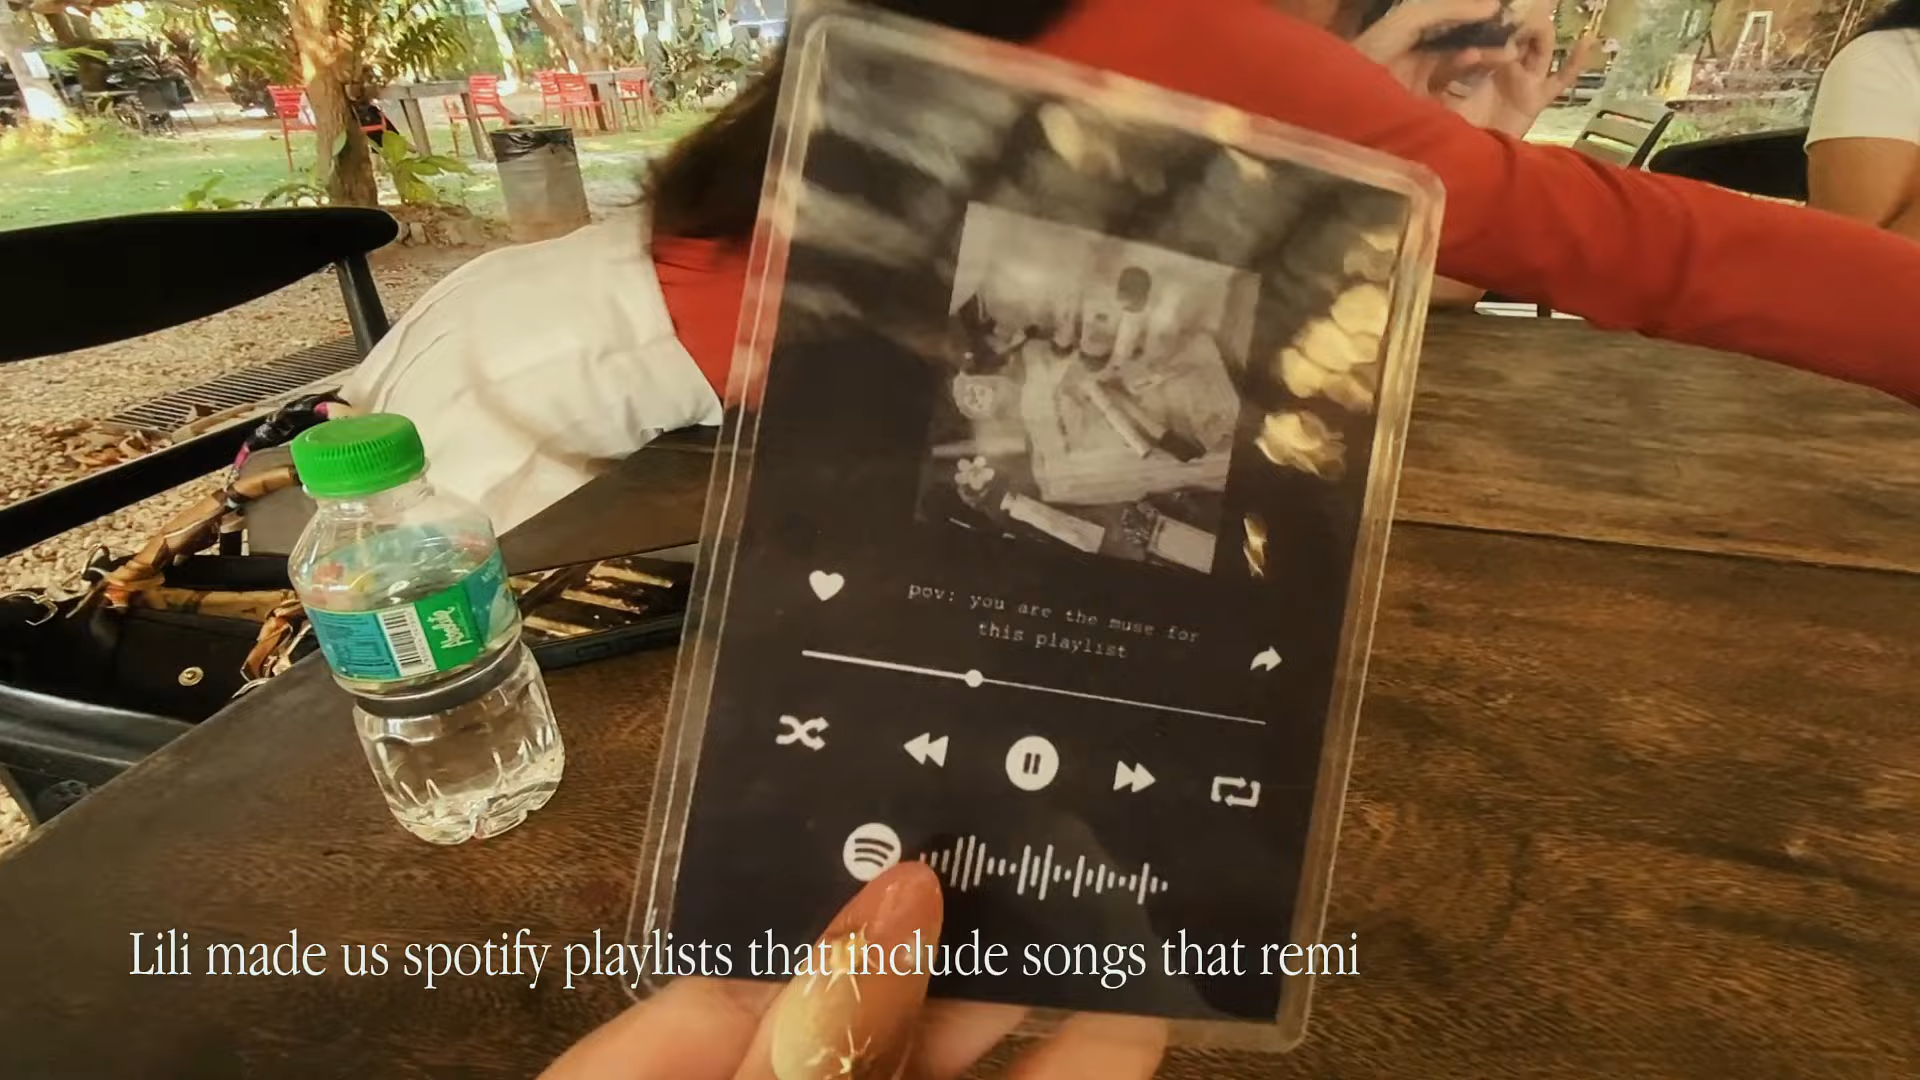 pov: you are the muse for
this playlist
Lili made us spotify playlists that include songs that remi